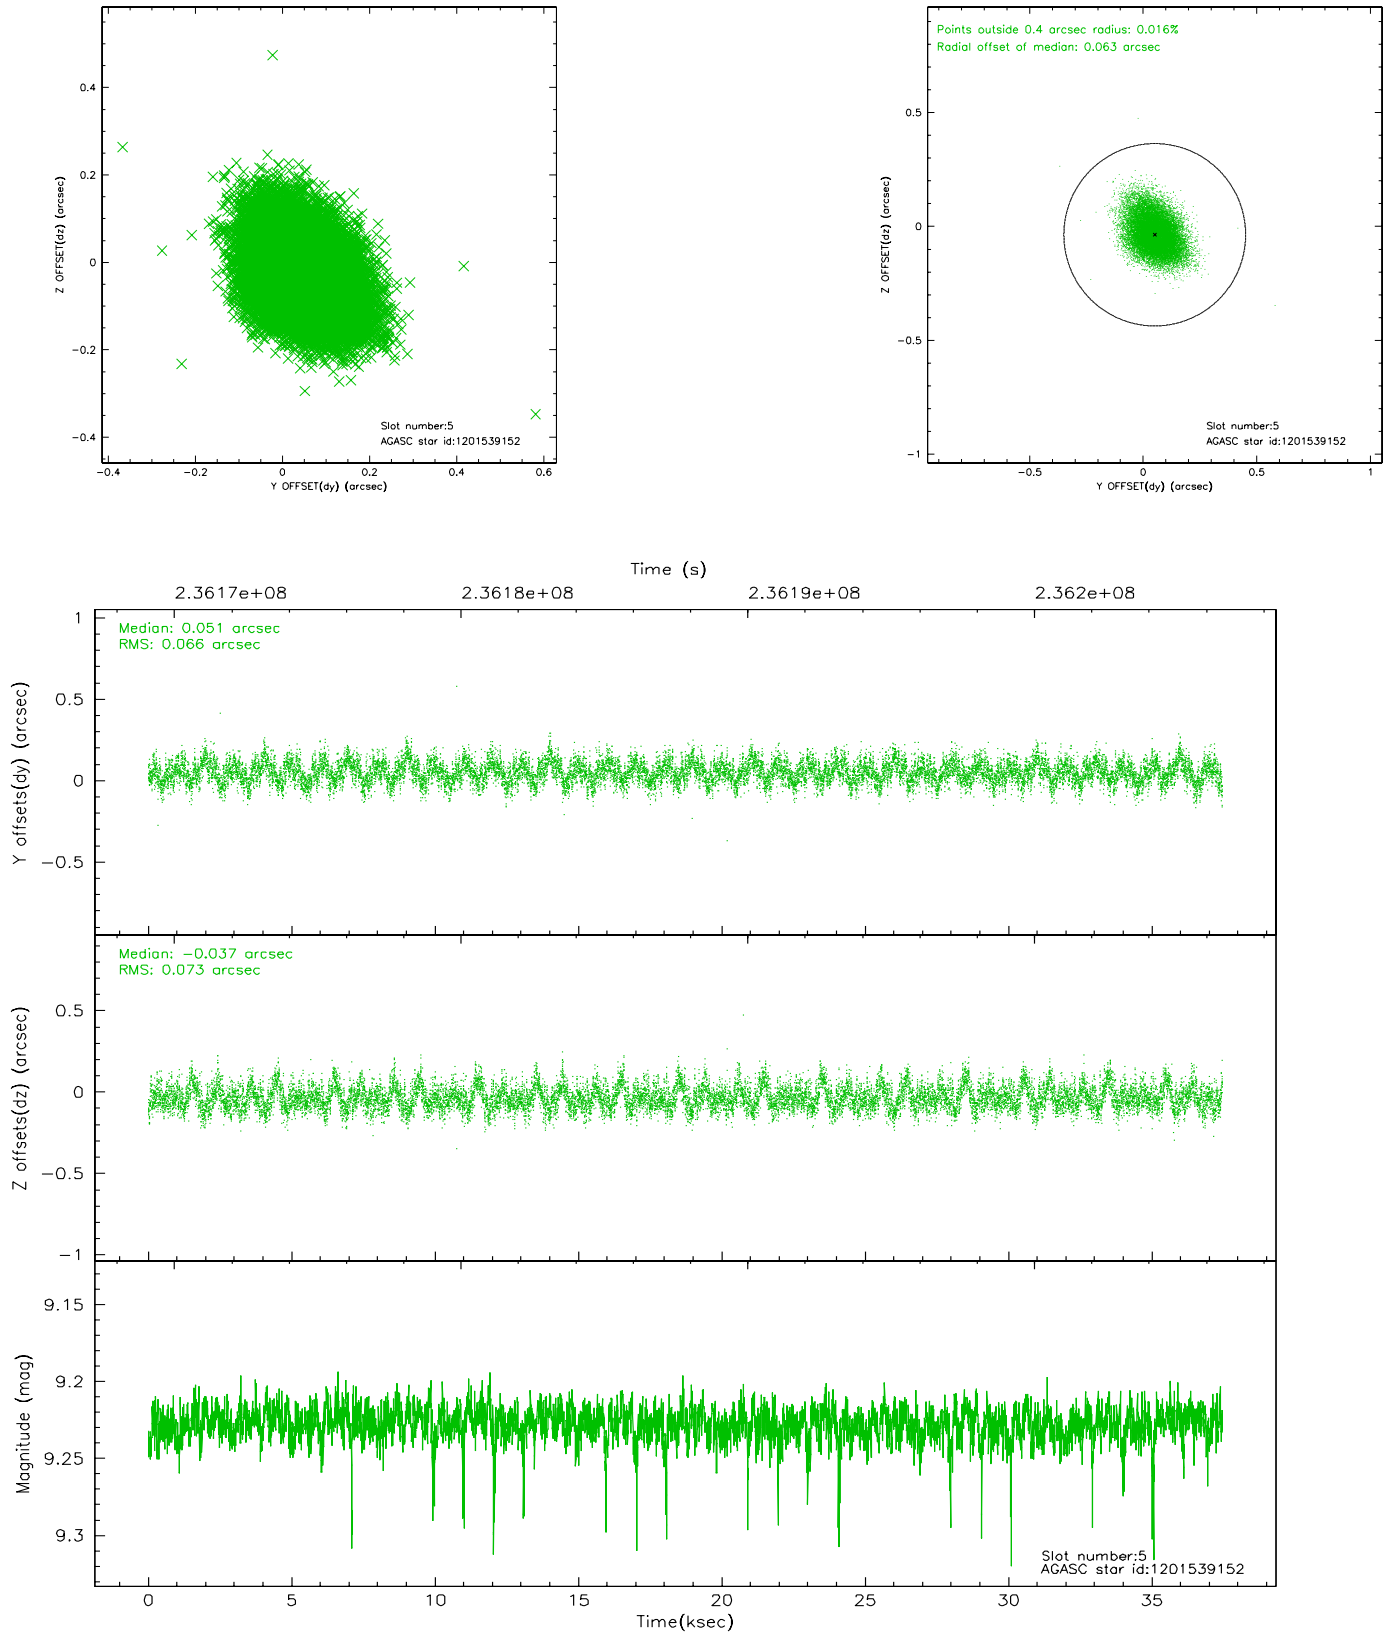 0.4
0.2
0
−0.2
−0.4
Z OFFSET(dz) (arcsec)
Slot number:5
AGASC star id:1201539152
−0.4 −0.2 0 0.2 0.4 0.6
Y OFFSET(dy) (arcsec)
Points outside 0.4 arcsec radius: 0.016%
Radial offset of median: 0.063 arcsec
0.5
0
−0.5
−1
Z OFFSET(dz) (arcsec)
Slot number:5
AGASC star id:1201539152
−0.5 0 0.5 1
Y OFFSET(dy) (arcsec)
Time (s)
2.3617e+08 2.3618e+08 2.3619e+08 2.362e+08
Median: 0.051 arcsec
RMS: 0.066 arcsec
1
0.5
0
−0.5
Y offsets(dy) (arcsec)
Median: −0.037 arcsec
RMS: 0.073 arcsec
0.5
0
−0.5
−1
Z offsets(dz) (arcsec)
9.15
9.2
9.25
9.3
Magnitude (mag)
Slot number:5
AGASC star id:1201539152
0 5 10 15 20 25 30 35
Time(ksec)